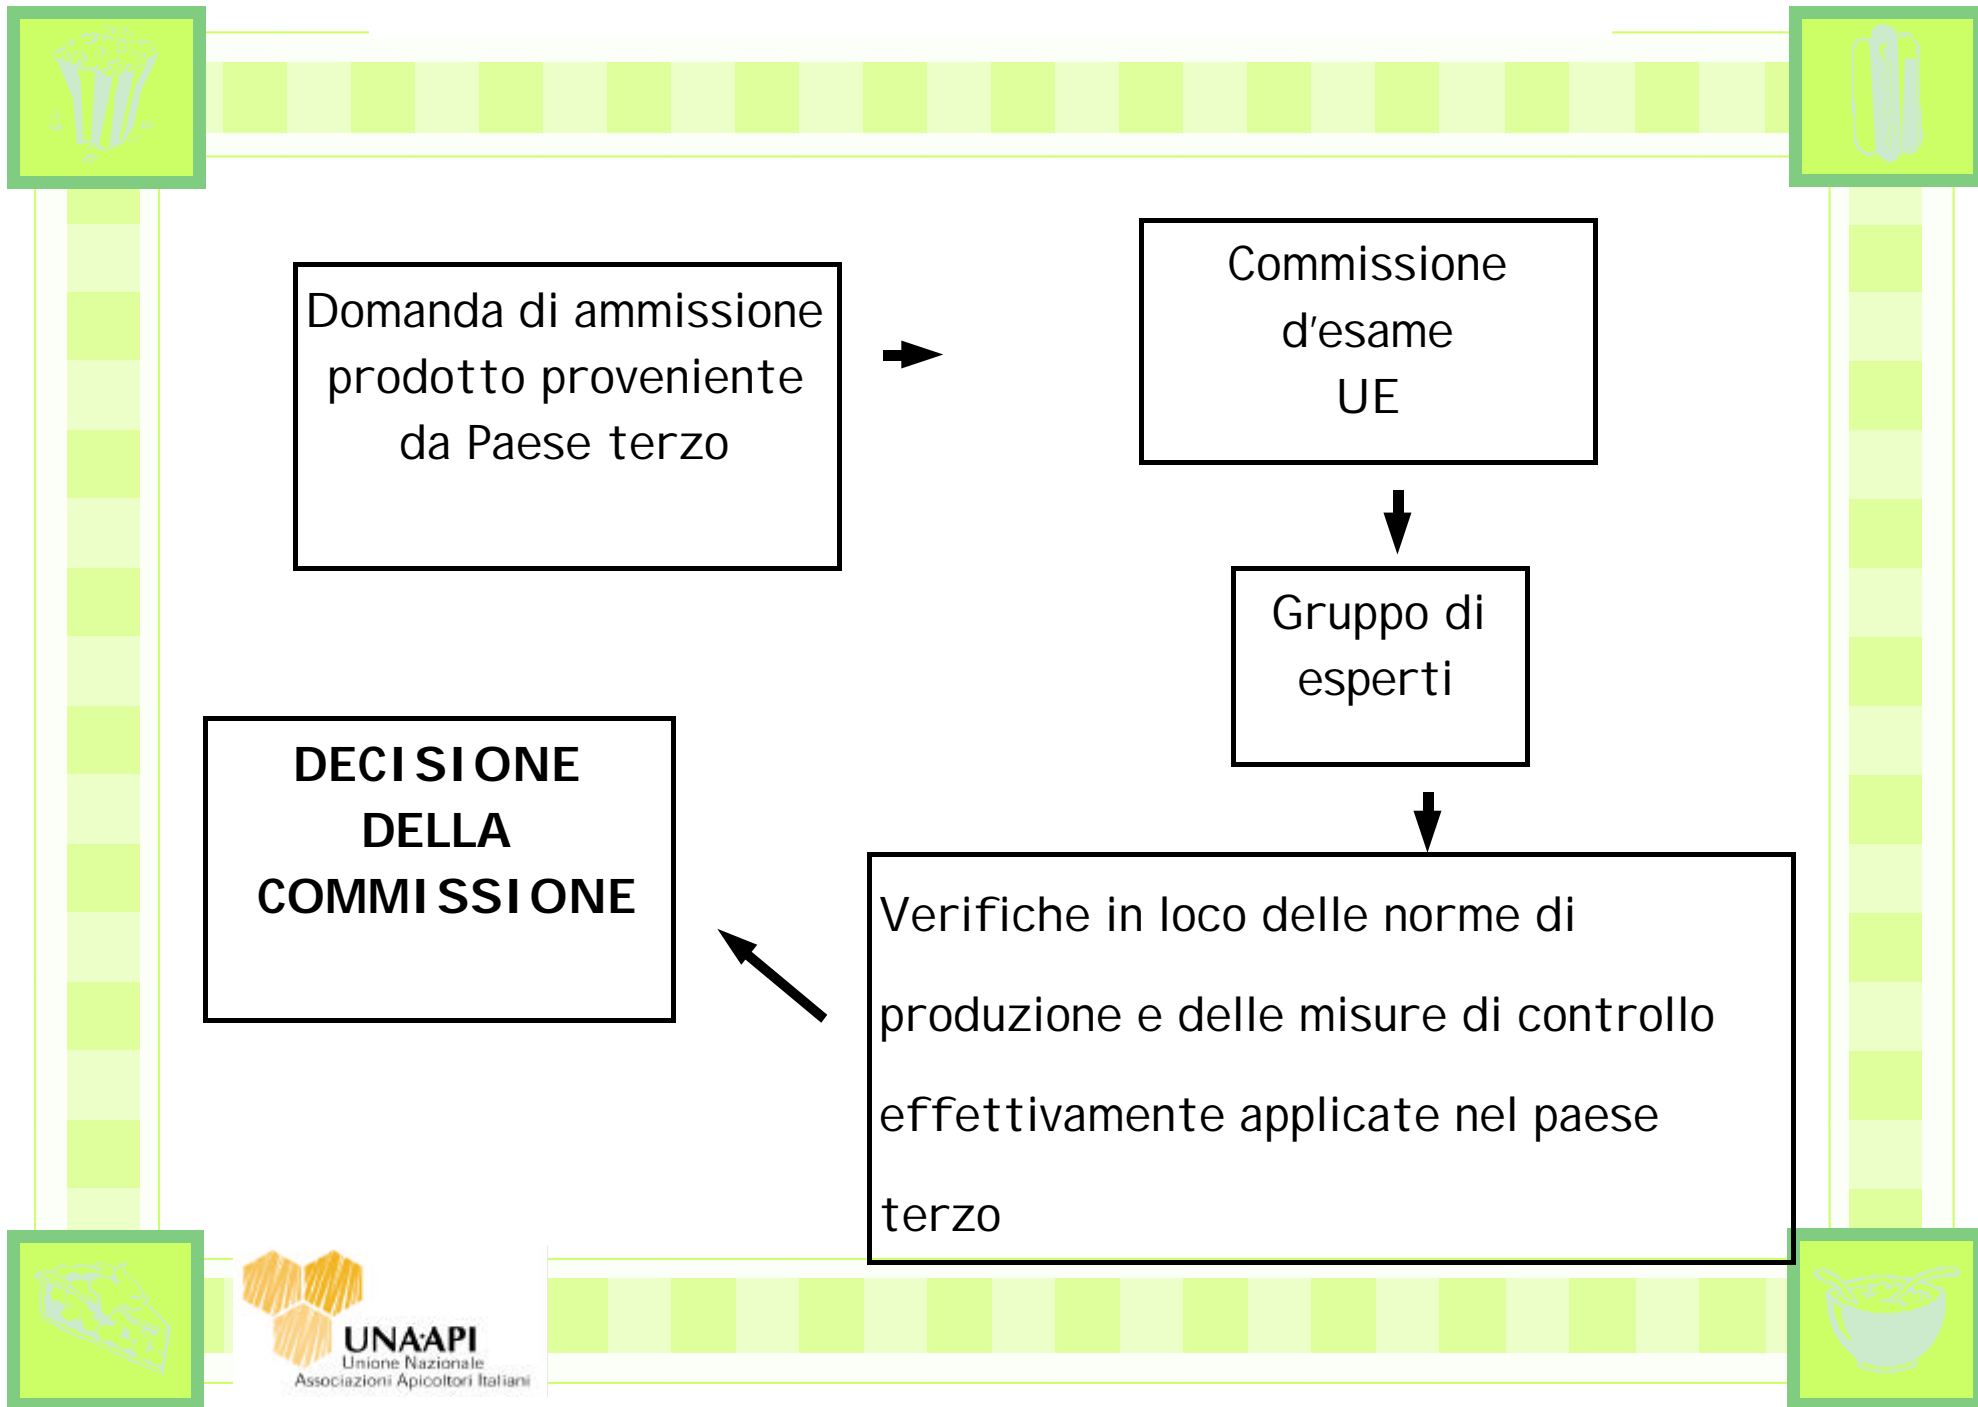 Domanda di ammissione
prodotto proveniente
da Paese terzo
Commissione
d'esame
UE
Gruppo di
esperti
Verifiche in loco delle norme di
produzione e delle misure di controllo
effettivamente applicate nel paese
terzo
DECISIONE
DELLA
COMMISSIONE
UNA·API
Unione Nazionale
Associazioni Apicoltori Italiani